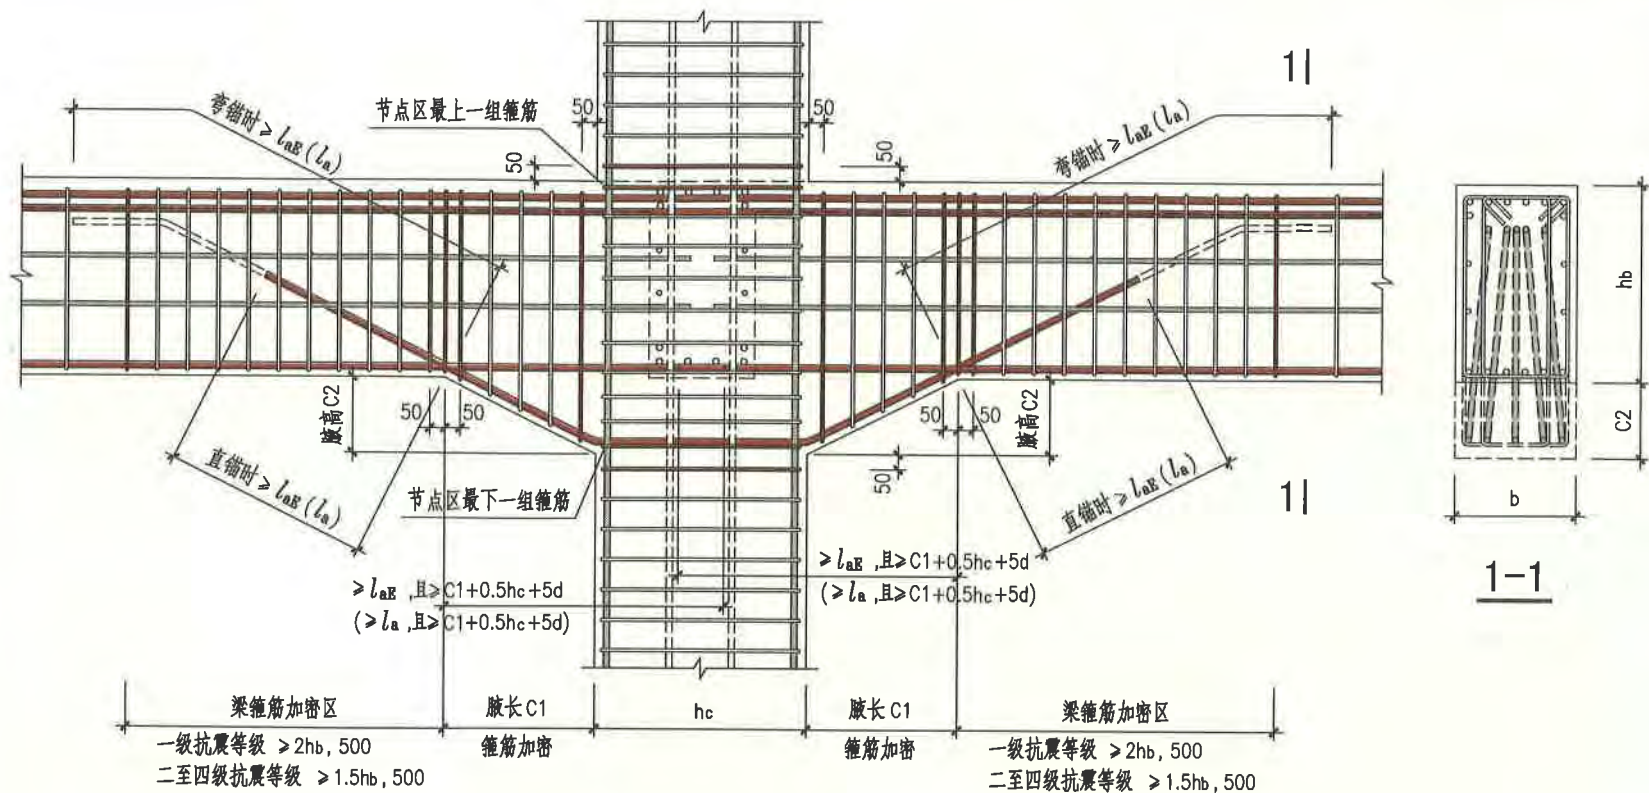 1|
节点区最上一组箍筋
50
50
弯锚时≥laE(la)
弯锚时≥laE(la)
50
50
hb
腋高C2
50
50
50
50
腋高C2
C2
直锚时≥laE(la)
节点区最下一组箍筋
50
直锚时≥laE(la)
1|
b
≥laE,且≥C1+0.5hc+5d
(≥la,且≥C1+0.5hc+5d)
≥laE,且≥C1+0.5hc+5d
(≥la,且≥C1+0.5hc+5d)
1-1
梁箍筋加密区
腋长C1
hc
腋长C1
梁箍筋加密区
一级抗震等级 ≥2hb,500
箍筋加密
箍筋加密
一级抗震等级 ≥2hb,500
二至四级抗震等级 ≥1.5hb,500
二至四级抗震等级 ≥1.5hb,500